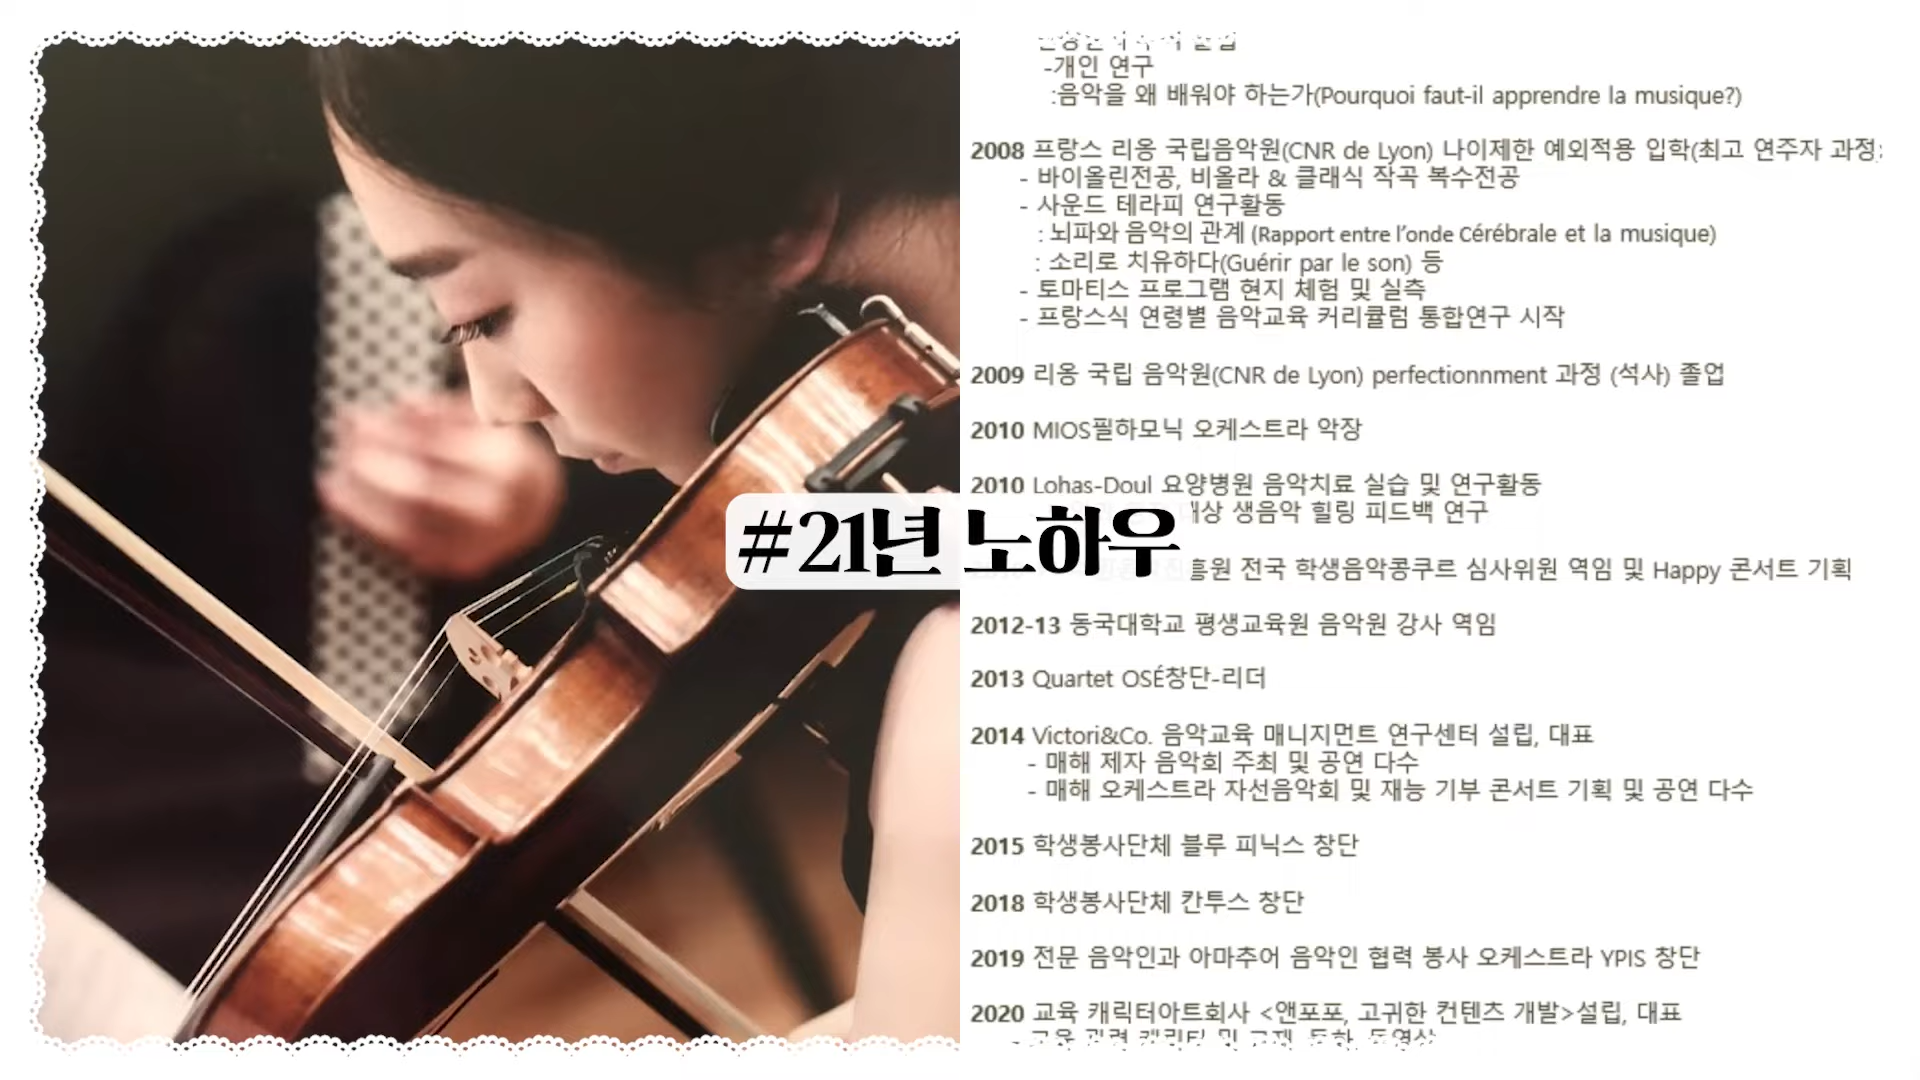 -개인 연구
:음악을 왜 배워야 하는가(Pourquoi faut-il apprendre la musique?)
2008 프랑스 리옹 국립음악원(CNR de Lyon) 나이제한 예외적용 입학(최고 연주자 과정)
- 바이올린전공, 비올라 & 클래식 작곡 복수전공
- 사운드 테라피 연구활동
: 뇌파와 음악의 관계 (Rapport entre l'onde Cérébrale et la musique)
: 소리로 치유하다(Guérir par le son) 등
- 토마티스 프로그램 현지 체험 및 실측
- 프랑스식 연령별 음악교육 커리큘럼 통합연구 시작
2009 리옹 국립 음악원(CNR de Lyon) perfectionnment 과정 (석사) 졸업
2010 MIOS필하모닉 오케스트라 악장
2010 Lohas-Doul 요양병원 음악치료 실습 및 연구활동
대상 생음악 힐링 피드백 연구
#21년 노하우
전국 학생음악콩쿠르 심사위원 역임 및 Happy 콘서트 기획
2012-13 동국대학교 평생교육원 음악원 강사 역임
2013 Quartet OSÉ창단-리더
2014 Victori&Co. 음악교육 매니지먼트 연구센터 설립, 대표
- 매해 제자 음악회 주최 및 공연 다수
- 매해 오케스트라 자선음악회 및 재능 기부 콘서트 기획 및 공연 다수
2015 학생봉사단체 블루 피닉스 창단
2018 학생봉사단체 칸투스 창단
2019 전문 음악인과 아마추어 음악인 협력 봉사 오케스트라 YPIS 창단
2020 교육 캐릭터아트회사 <앤포포, 고귀한 컨텐츠 개발>설립, 대표